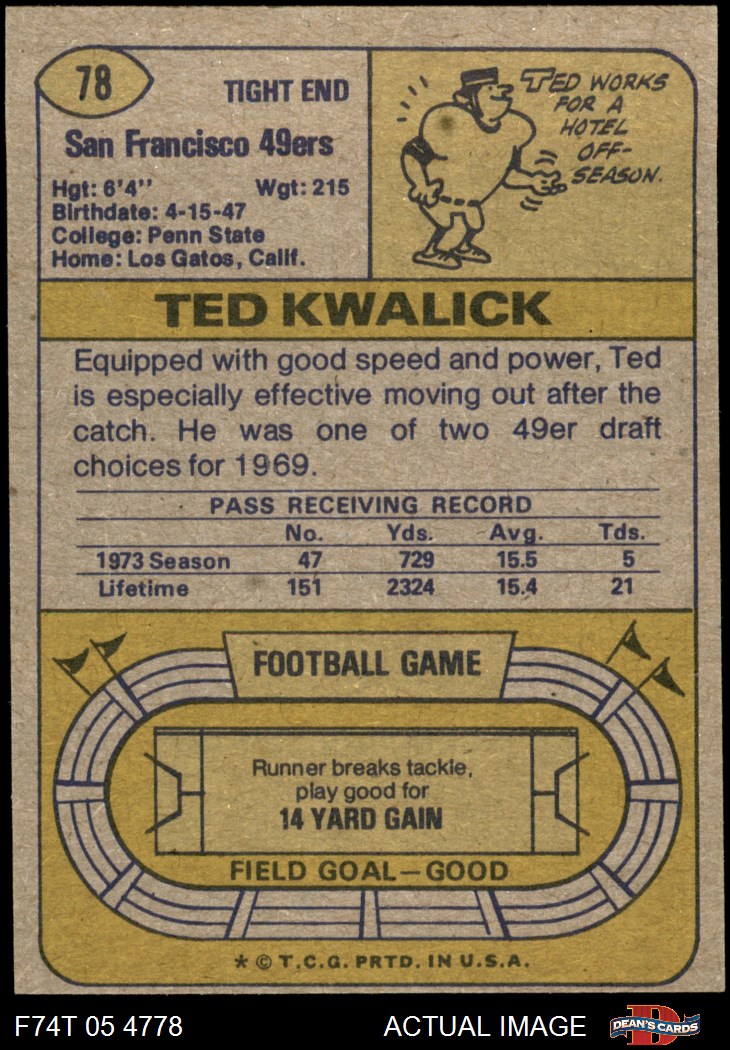 78
TIGHT END
San Francisco 49ers
Hgt: 6'4" Wgt: 215
Birthdate: 4-15-47
College: Penn State
Home: Los Gatos, Calif.
TED WORKS
FOR A
HOTEL
OFF-
SEASON.
TED KWALICK
Equipped with good speed and power, Ted
is especially effective moving out after the
catch. He was one of two 49er draft
choices for 1969.
PASS RECEIVING RECORD
No. Yds. Avg. Tds.
1973 Season 47 729 15.5 5
Lifetime 151 2324 15.4 21
FOOTBALL GAME
Runner breaks tackle,
play good for
14 YARD GAIN
FIELD GOAL—GOOD
* © T.C.G. PRTD. IN U.S.A.
F74T 05 4778 ACTUAL IMAGE
D
DEAN'S CARDS